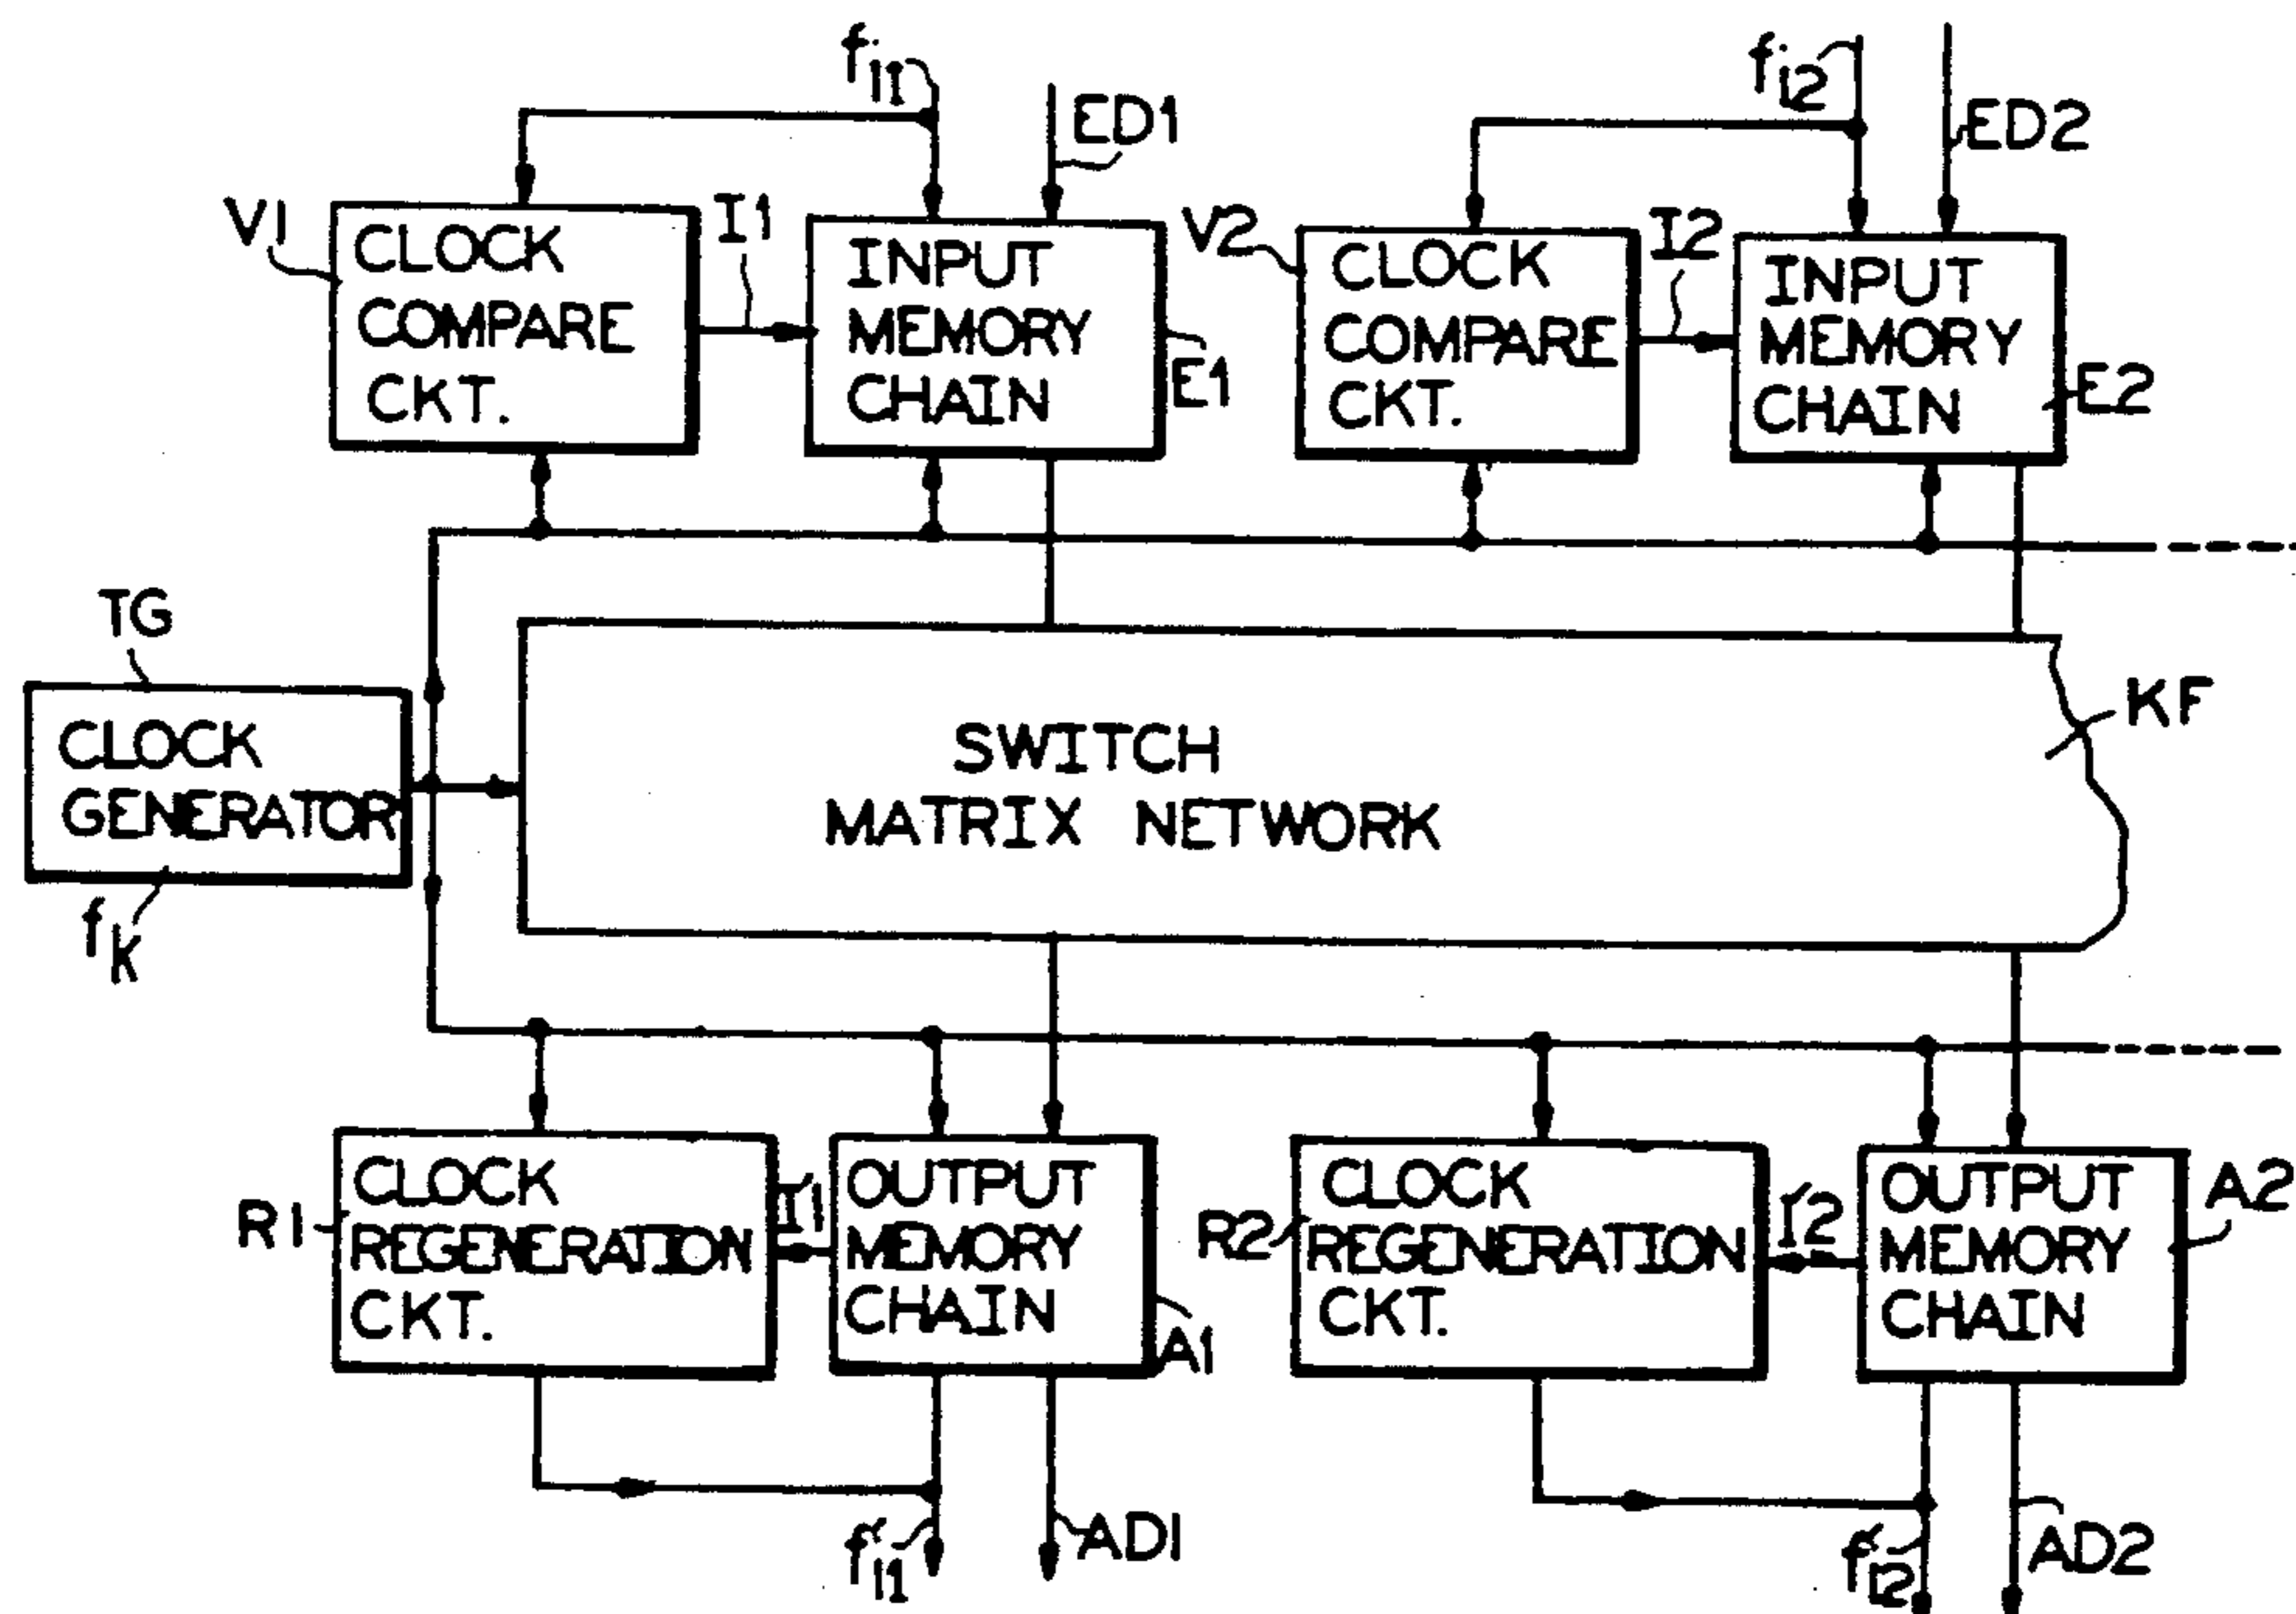 fi1
ED1
fi2
ED2
V1
CLOCK
COMPARE
CKT.
I1
INPUT
MEMORY
CHAIN
E1
V2
CLOCK
COMPARE
CKT.
I2
INPUT
MEMORY
CHAIN
E2
TG
CLOCK
GENERATOR
fK
SWITCH
MATRIX NETWORK
KF
R1
CLOCK
REGENERATION
CKT.
I'1
OUTPUT
MEMORY
CHAIN
A1
R2
CLOCK
REGENERATION
CKT.
I'2
OUTPUT
MEMORY
CHAIN
A2
f'i1
AD1
f'i2
AD2